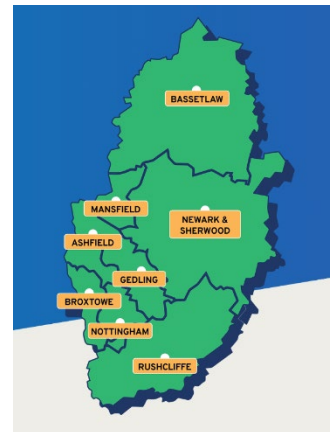 BASSETLAW
MANSFIELD
NEWARK &
SHERWOOD
ASHFIELD
GEDLING
BROXTOWE
NOTTINGHAM
RUSHCLIFFE